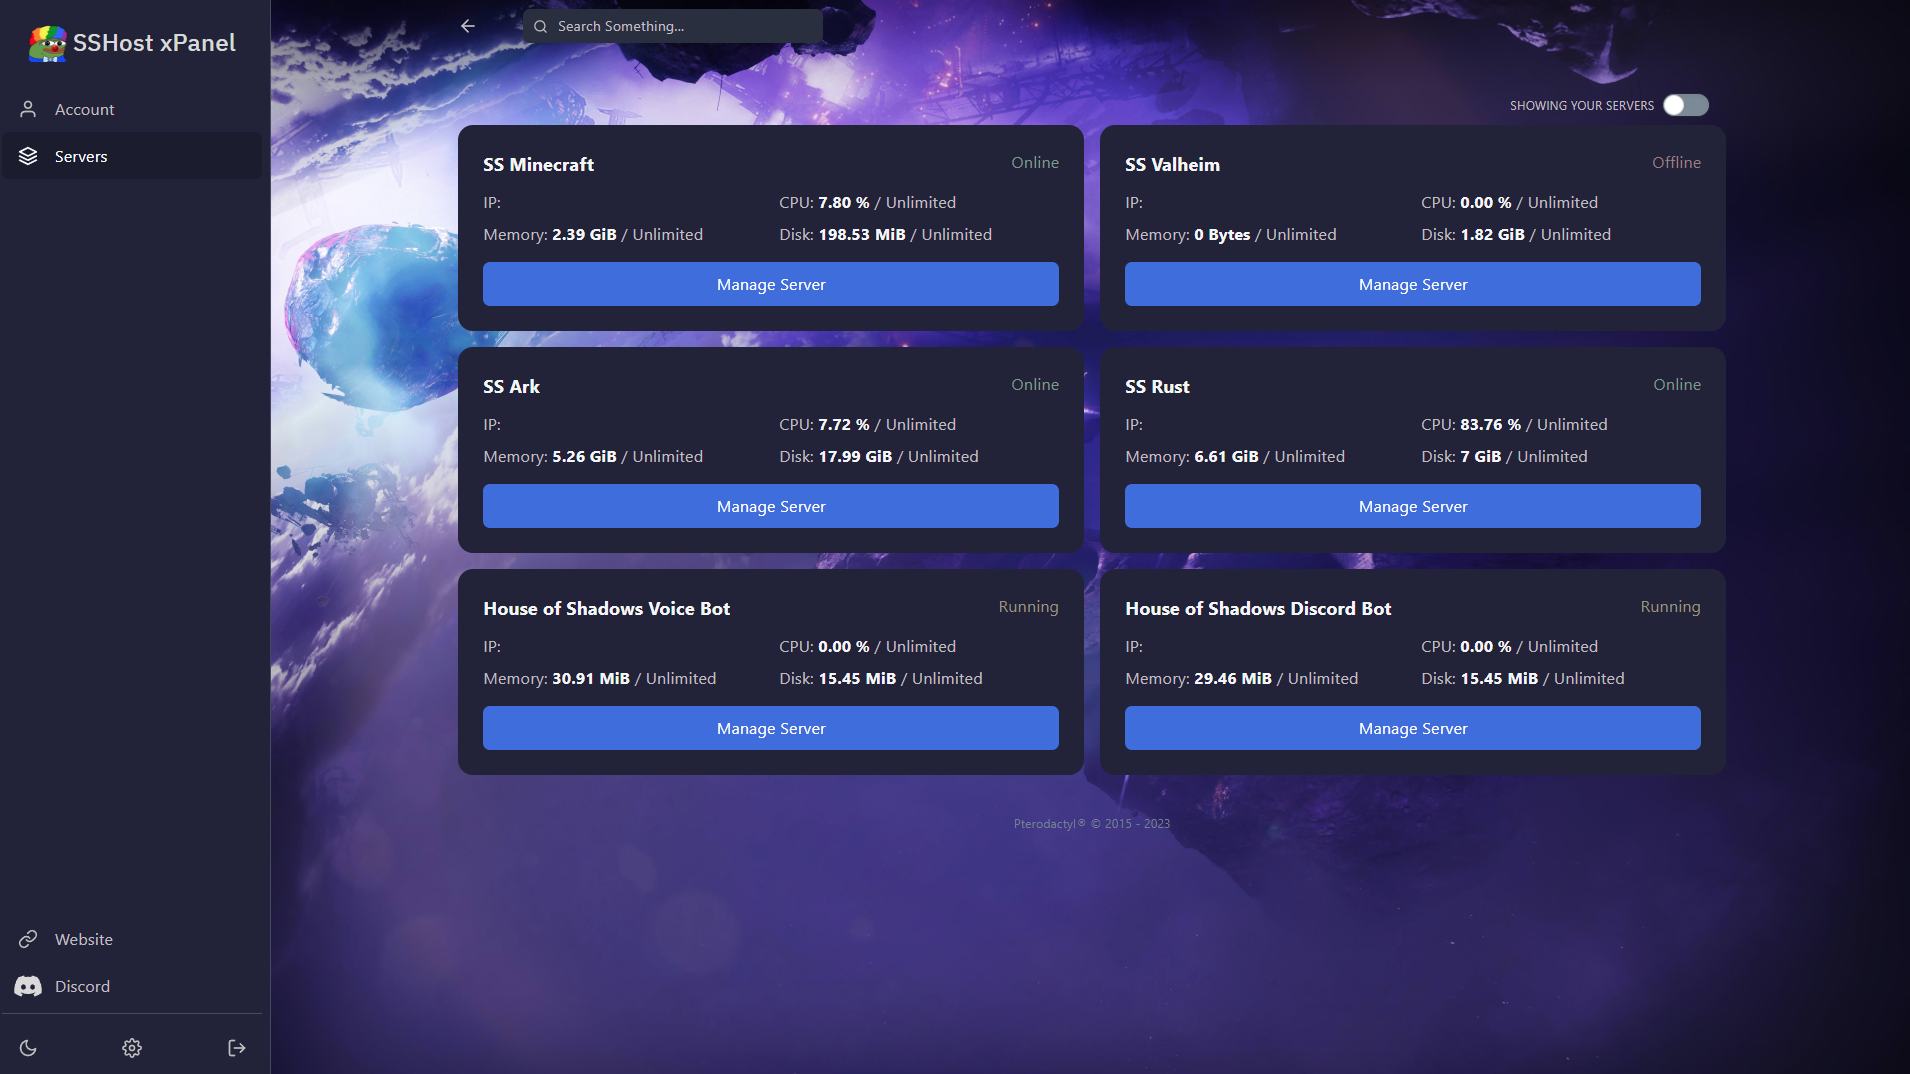 SSHost xPanel
Account
Servers
Website
Discord
Search Something...
SHOWING YOUR SERVERS
SS Minecraft
Online
IP:
CPU: 7.80 % / Unlimited
Memory: 2.39 GiB / Unlimited
Disk: 198.53 MiB / Unlimited
Manage Server
SS Valheim
Offline
IP:
CPU: 0.00 % / Unlimited
Memory: 0 Bytes / Unlimited
Disk: 1.82 GiB / Unlimited
Manage Server
SS Ark
Online
IP:
CPU: 7.72 % / Unlimited
Memory: 5.26 GiB / Unlimited
Disk: 17.99 GiB / Unlimited
Manage Server
SS Rust
Online
IP:
CPU: 83.76 % / Unlimited
Memory: 6.61 GiB / Unlimited
Disk: 7 GiB / Unlimited
Manage Server
House of Shadows Voice Bot
Running
IP:
CPU: 0.00 % / Unlimited
Memory: 30.91 MiB / Unlimited
Disk: 15.45 MiB / Unlimited
Manage Server
House of Shadows Discord Bot
Running
IP:
CPU: 0.00 % / Unlimited
Memory: 29.46 MiB / Unlimited
Disk: 15.45 MiB / Unlimited
Manage Server
Pterodactyl® © 2015 - 2023